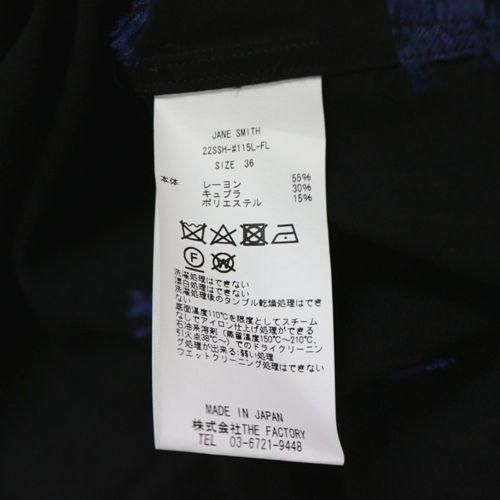 JANE SMITH
22SSH-#115L-FL
SIZE 36
本体 レーヨン 55%
キュプラ 30%
ポリエステル 15%
洗濯処理はできない
漂白処理はできない
洗濯処理後のタンブル乾燥処理はでき
ない
底面温度110℃を限度としてスチーム
なしでアイロン仕上げ処理ができる
石油系溶剤(蒸留温度150℃~210℃、
引火点38℃~)でのドライクリーニン
グ処理が出来る:弱い処理
ウエットクリーニング処理はできない
MADE IN JAPAN
株式会社THE FACTORY
TEL 03-6721-9448